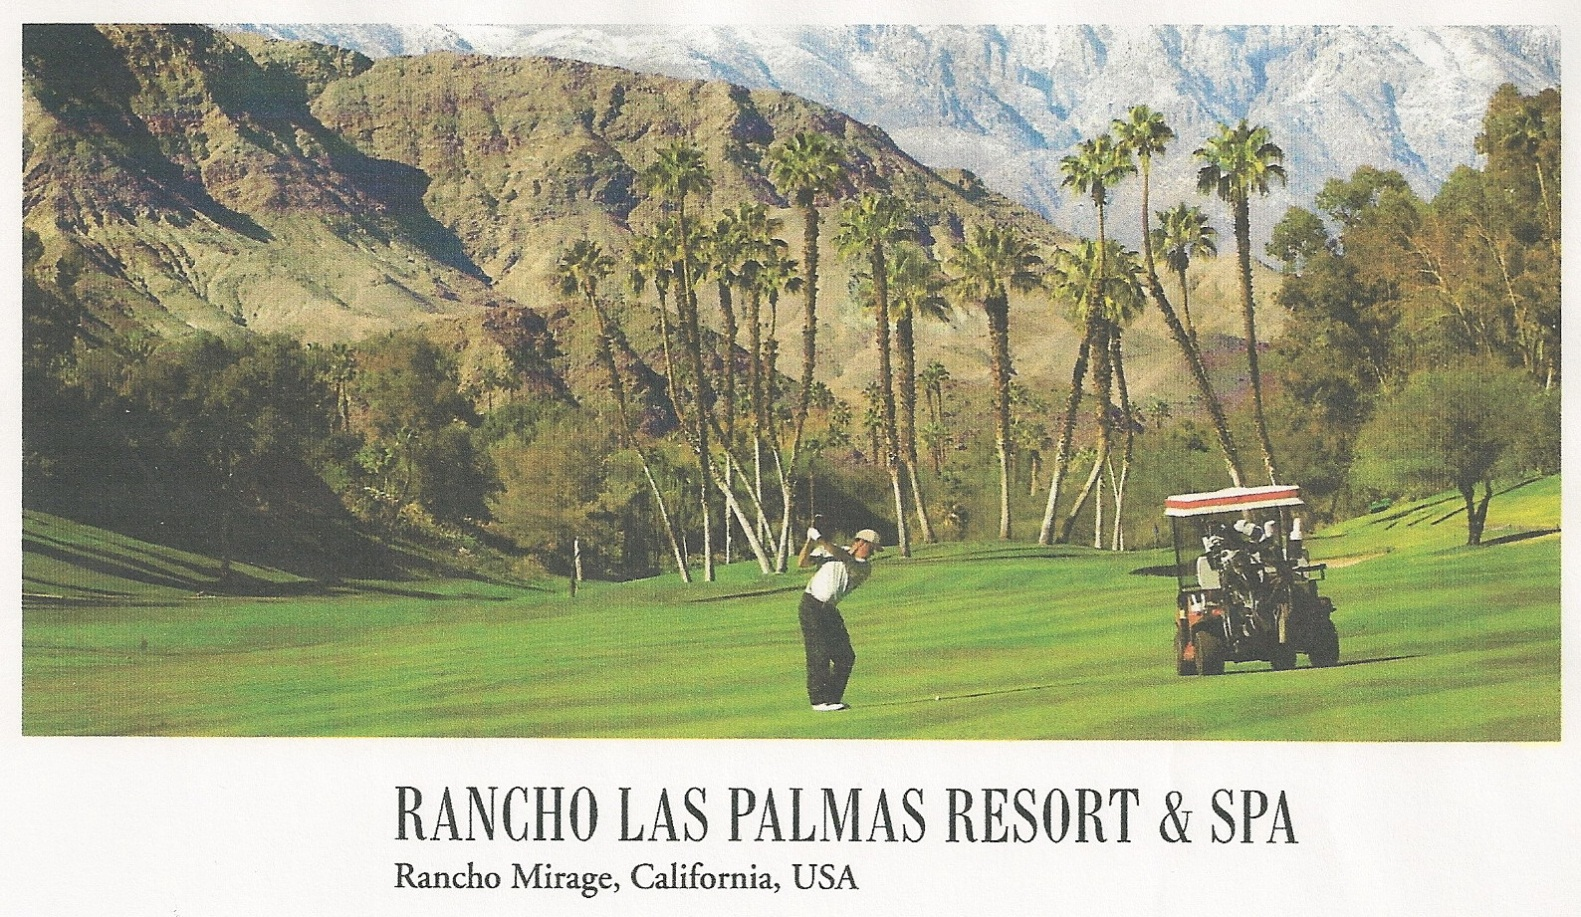 RANCHO LAS PALMAS RESORT & SPA
Rancho Mirage, California, USA